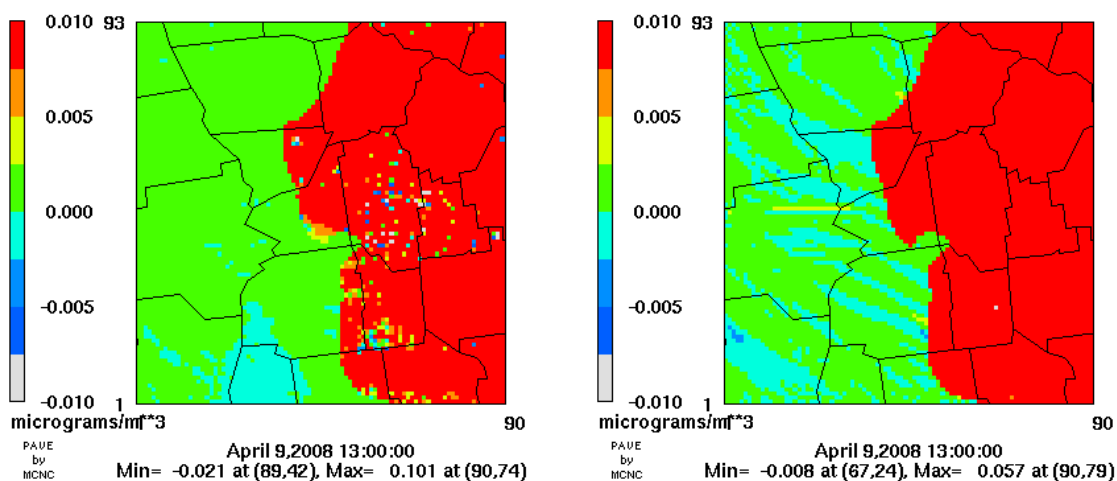 0.010
0.005
0.000
-0.005
-0.010
93
1
90
micrograms/m**3
PAVE
by
MCNC
April 9,2008 13:00:00
Min= -0.021 at (89,42), Max= 0.101 at (90,74)
0.010
0.005
0.000
-0.005
-0.010
93
1
90
micrograms/m**3
PAVE
by
MCNC
April 9,2008 13:00:00
Min= -0.008 at (67,24), Max= 0.057 at (90,79)